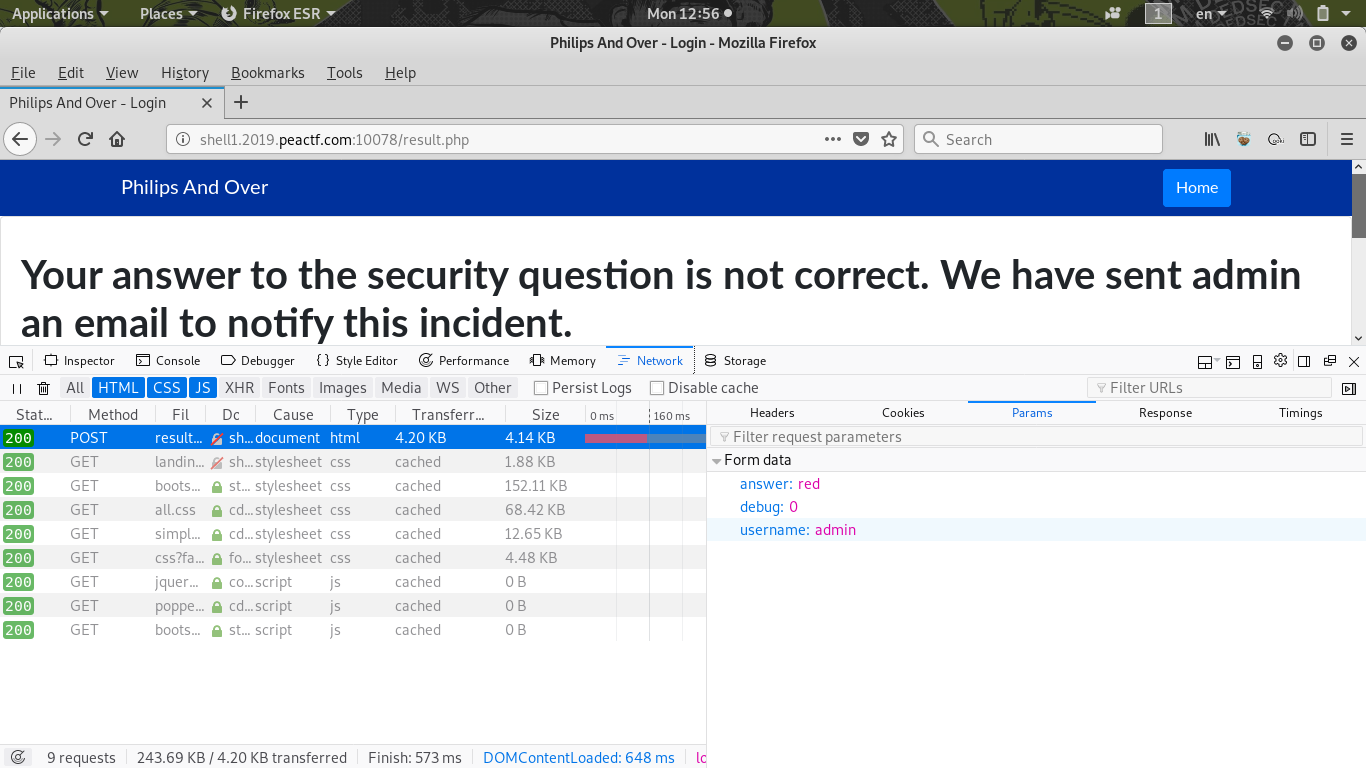 Applications Places Firefox ESR Mon 12:56 1 en
Philips And Over - Login - Mozilla Firefox
File Edit View History Bookmarks Tools Help
Philips And Over - Login
shell1.2019.peactf.com:10078/result.php Search
Philips And Over Home
Your answer to the security question is not correct. We have sent admin
an email to notify this incident.
Inspector Console Debugger Style Editor Performance Memory Network Storage
All HTML CSS JS XHR Fonts Images Media WS Other Persist Logs Disable cache Filter URLs
Stat... Method Fil Dc Cause Type Transferr... Size 0 ms 160 ms Headers Cookies Params Response Timings
200 POST result... sh... document html 4.20 KB 4.14 KB Filter request parameters
200 GET landin... sh... stylesheet css cached 1.88 KB Form data
200 GET boots... st... stylesheet css cached 152.11 KB answer: red
200 GET all.css cd... stylesheet css cached 68.42 KB debug: 0
200 GET simpl... cd... stylesheet css cached 12.65 KB username: admin
200 GET css?fa... fo... stylesheet css cached 4.48 KB
200 GET jquer... co... script js cached 0 B
200 GET poppe... cd... script js cached 0 B
200 GET boots... st... script js cached 0 B
9 requests 243.69 KB / 4.20 KB transferred Finish: 573 ms DOMContentLoaded: 648 ms